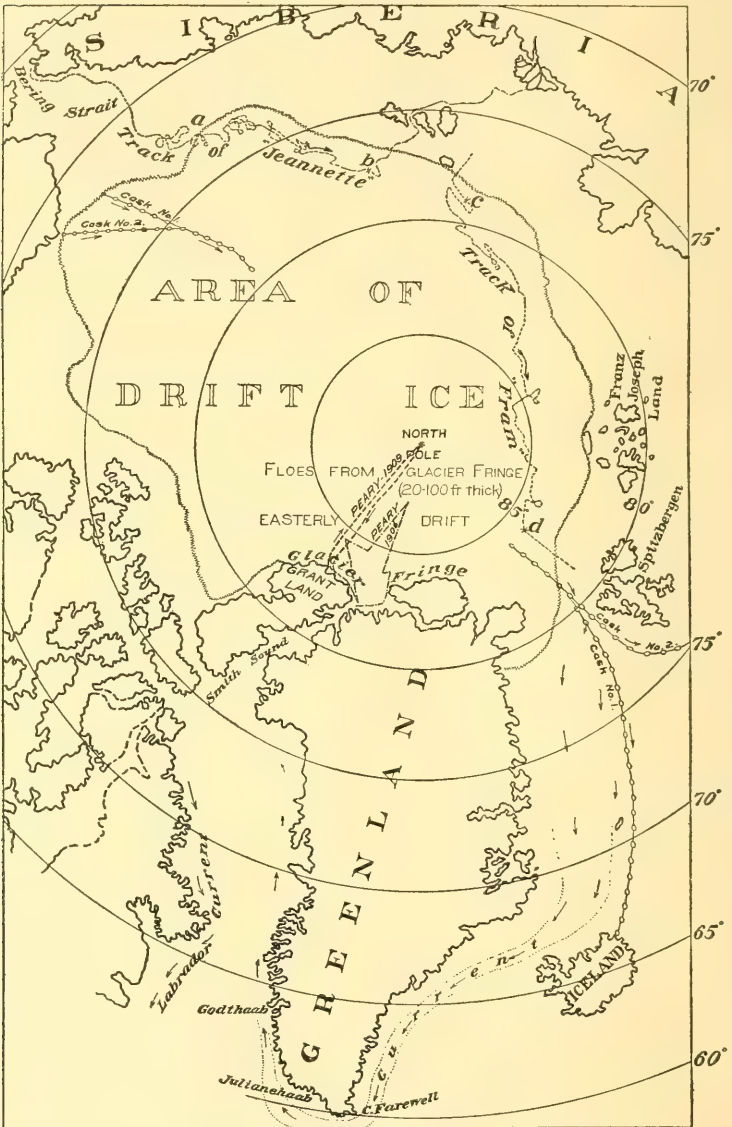 SIBERIA
70°
Bering Strait
a
Track of "Jeannette"
b
c
Cask No.
Cask No. 2.
75°
Track of "Fram"
AREA OF
DRIFT ICE
Franz Joseph Land
NORTH POLE
PEARY 1909
FLOES FROM GLACIER FRINGE
(20-100 ft thick)
80°
85
d
EASTERLY DRIFT
PEARY
Glacier Fringe
GRANT LAND
Spitzbergen
Cask No. 2.
75°
Cask No. 1.
Smith Sound
GREENLAND
70°
Labrador Current
65°
Current
ICELAND
Godthaab
60°
Julianehaab
C. Farewell